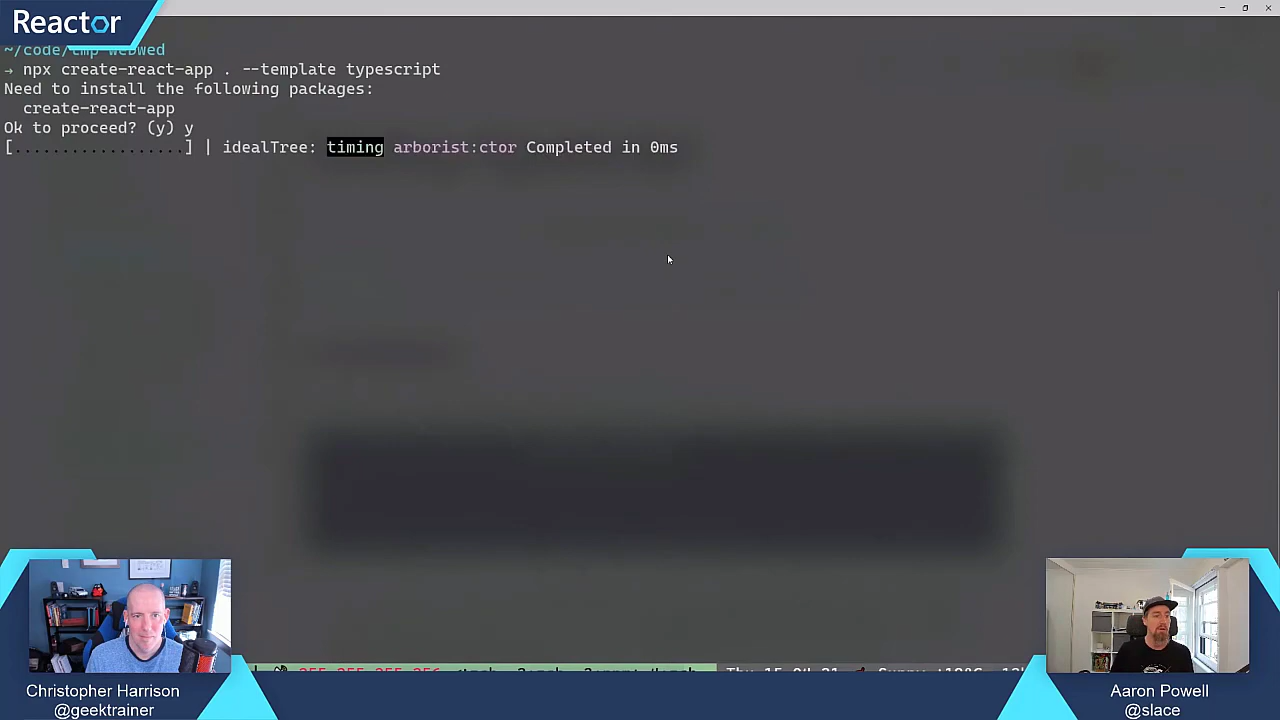 Reactor
~/code/tmp-webwed
→ npx create-react-app . --template typescript
Need to install the following packages:
  create-react-app
Ok to proceed? (y) y
[.................] | idealTree: timing arborist:ctor Completed in 0ms
Christopher Harrison
@geektrainer
Aaron Powell
@slace